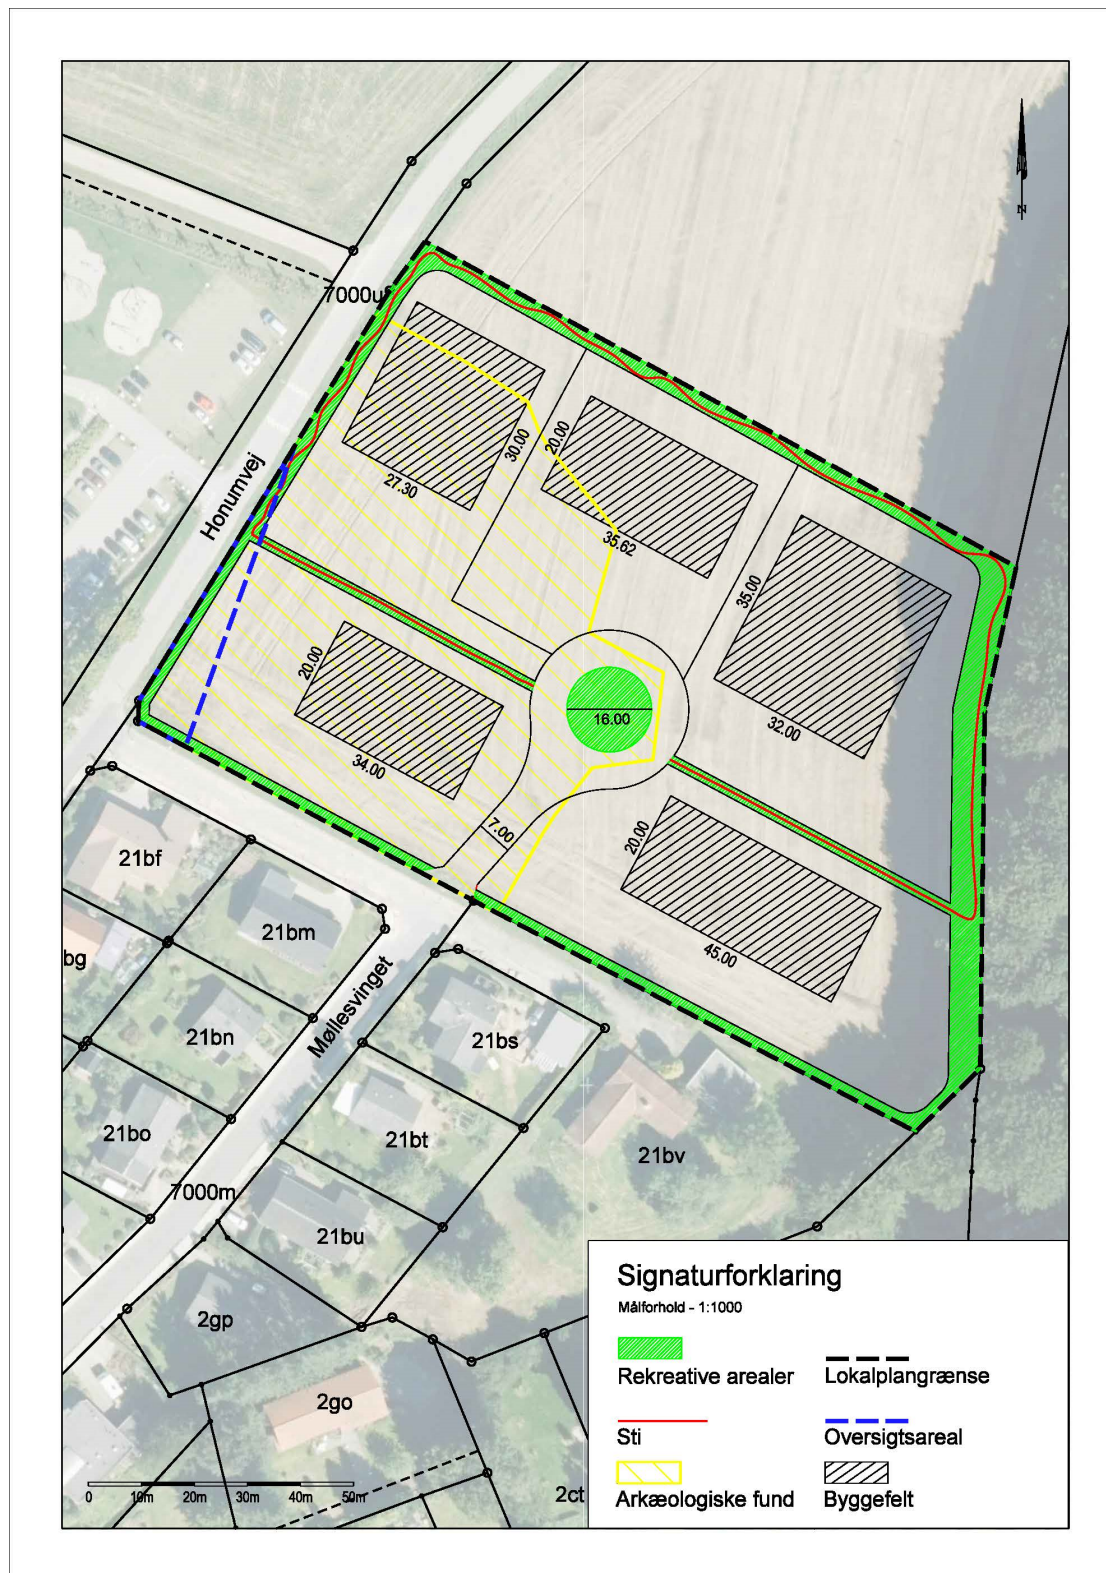 N
7000u
Honumvej
30.00
27.30
20.00
35.62
35.00
32.00
20.00
34.00
16.00
7.00
20.00
45.00
21bf
21bm
bg
21bn
Møllesvinget
21bs
21bo
21bt
21bv
7000m
21bu
2gp
2go
2ct
0 10m 20m 30m 40m 50m
Signaturforklaring
Målforhold - 1:1000
Rekreative arealer
Lokalplangrænse
Sti
Oversigtsareal
Arkæologiske fund
Byggefelt